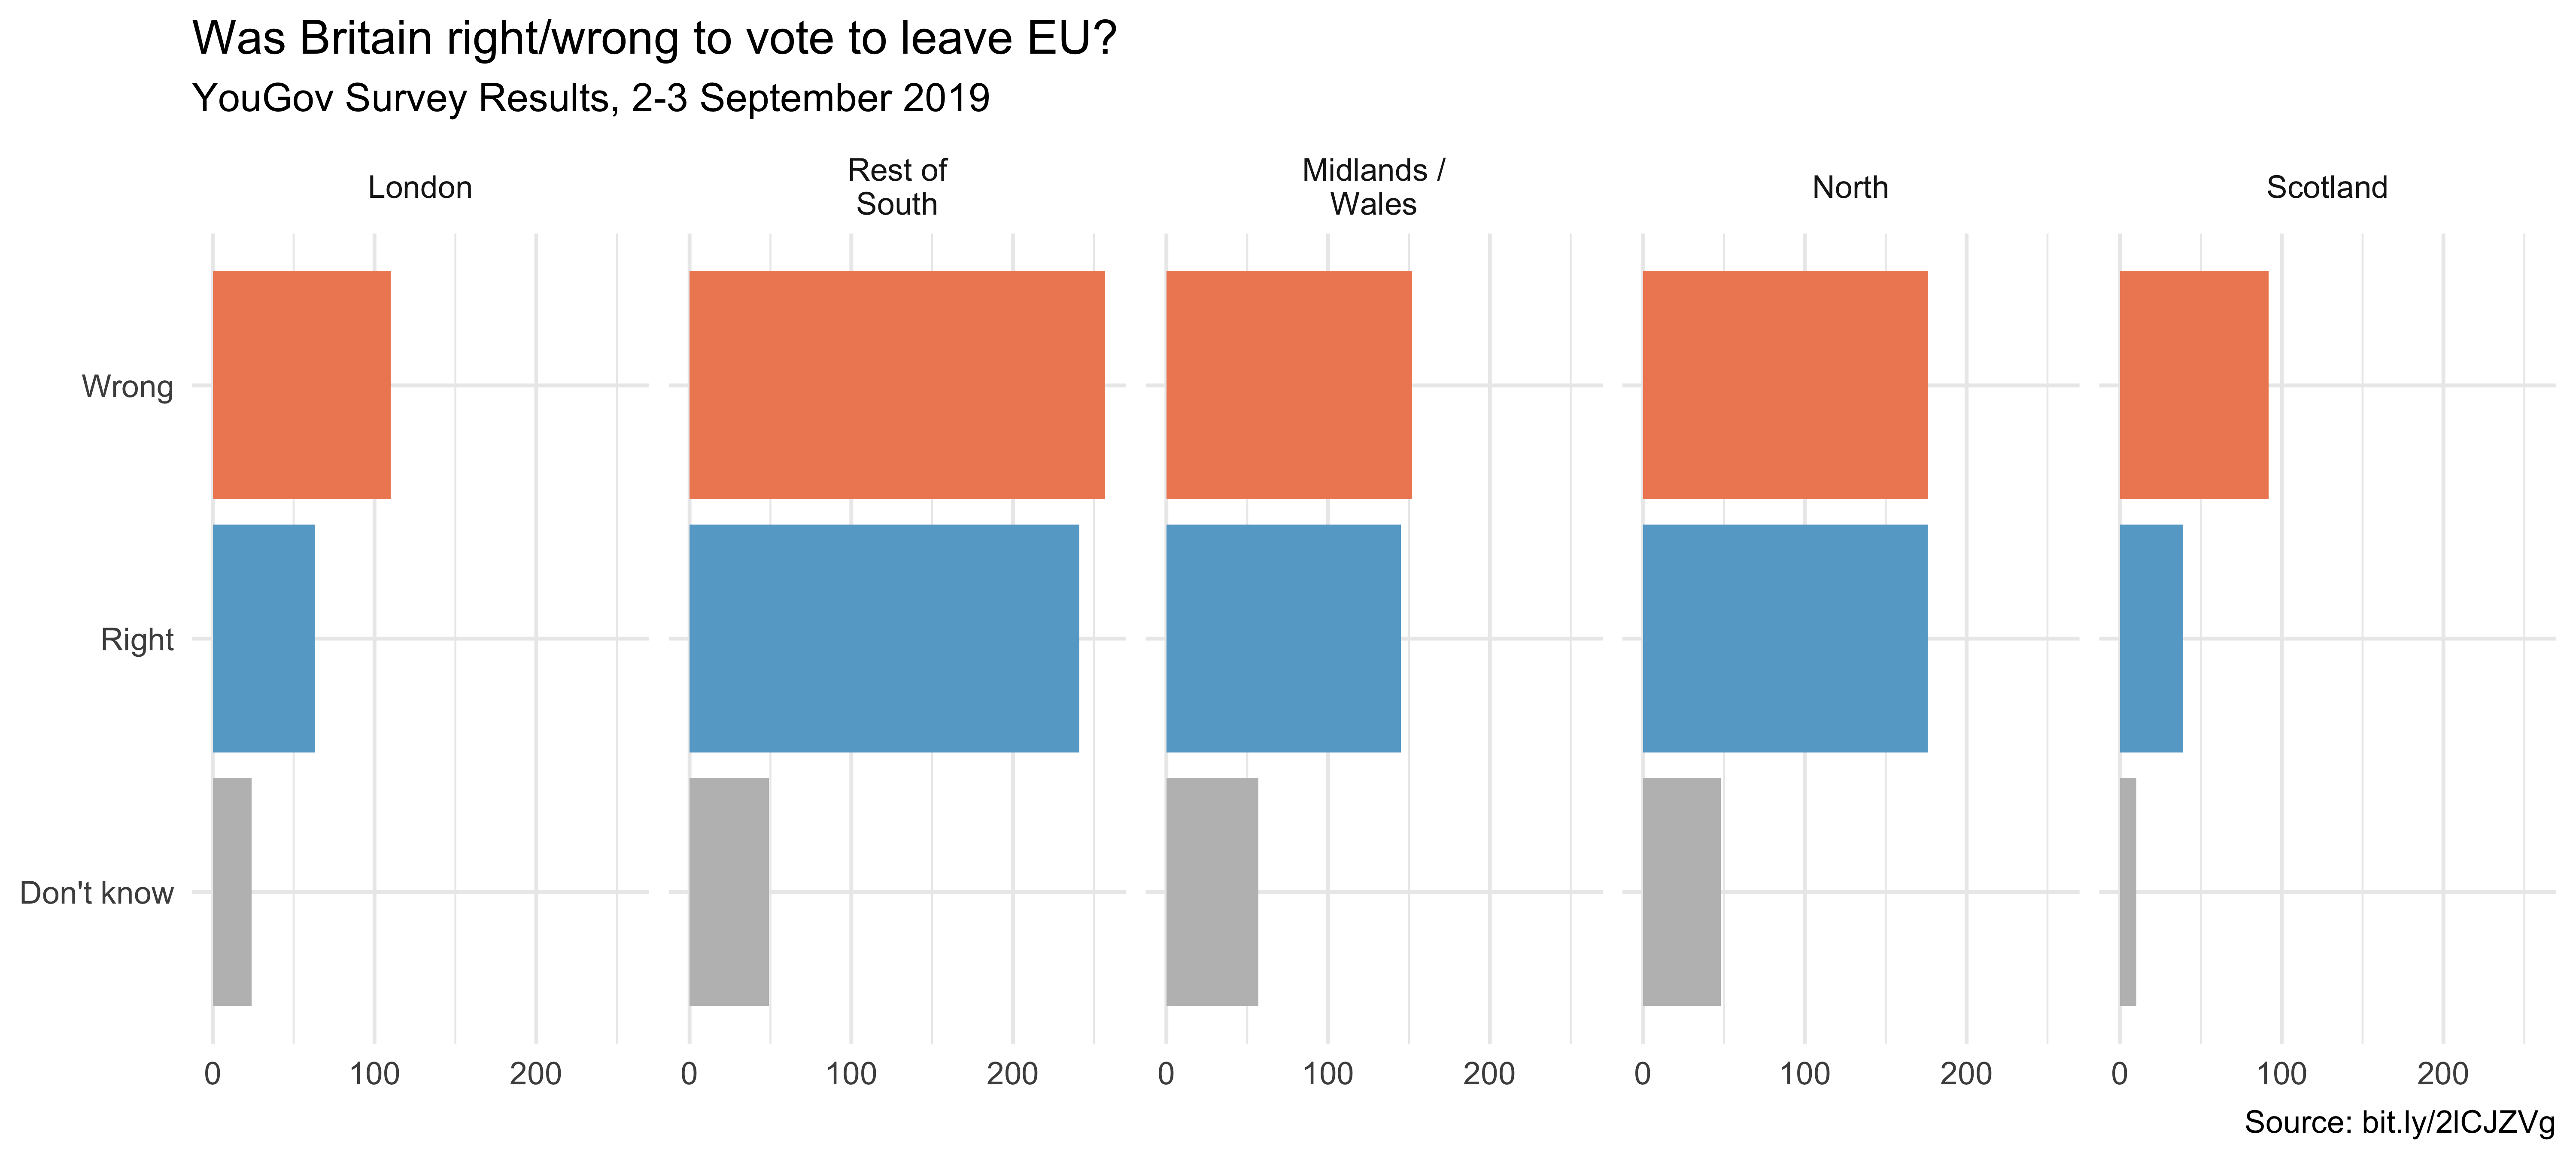 Was Britain right/wrong to vote to leave EU?
YouGov Survey Results, 2-3 September 2019
London
Rest of
South
Midlands /
Wales
North
Scotland
Wrong
Right
Don't know
0 100 200 0 100 200 0 100 200 0 100 200 0 100 200
Source: bit.ly/2lCJZVg